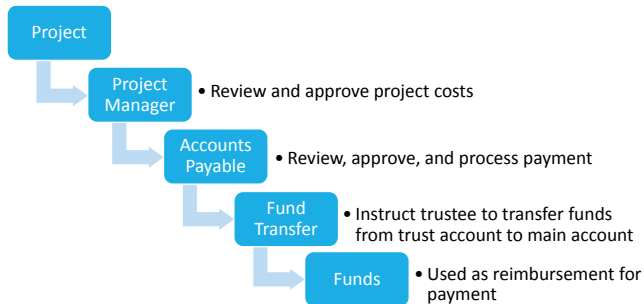 Project
Project
Manager
• Review and approve project costs
Accounts
Payable
• Review, approve, and process payment
Fund
Transfer
• Instruct trustee to transfer funds
from trust account to main account
Funds
• Used as reimbursement for
payment